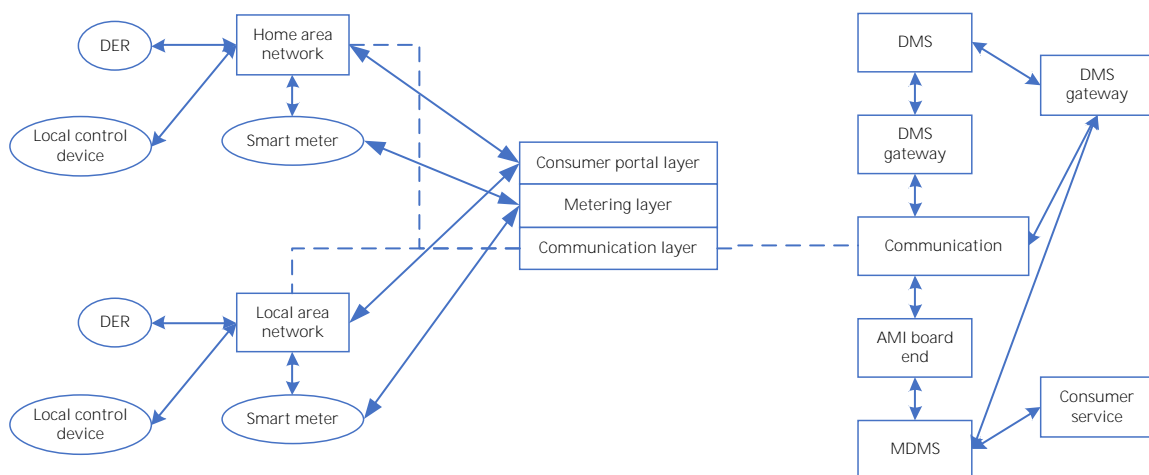 DER
Home area
network
Local control
device
Smart meter
DER
Local area
network
Local control
device
Smart meter
Consumer portal layer
Metering layer
Communication layer
DMS
DMS
gateway
DMS
gateway
Communication
AMI board
end
MDMS
Consumer
service